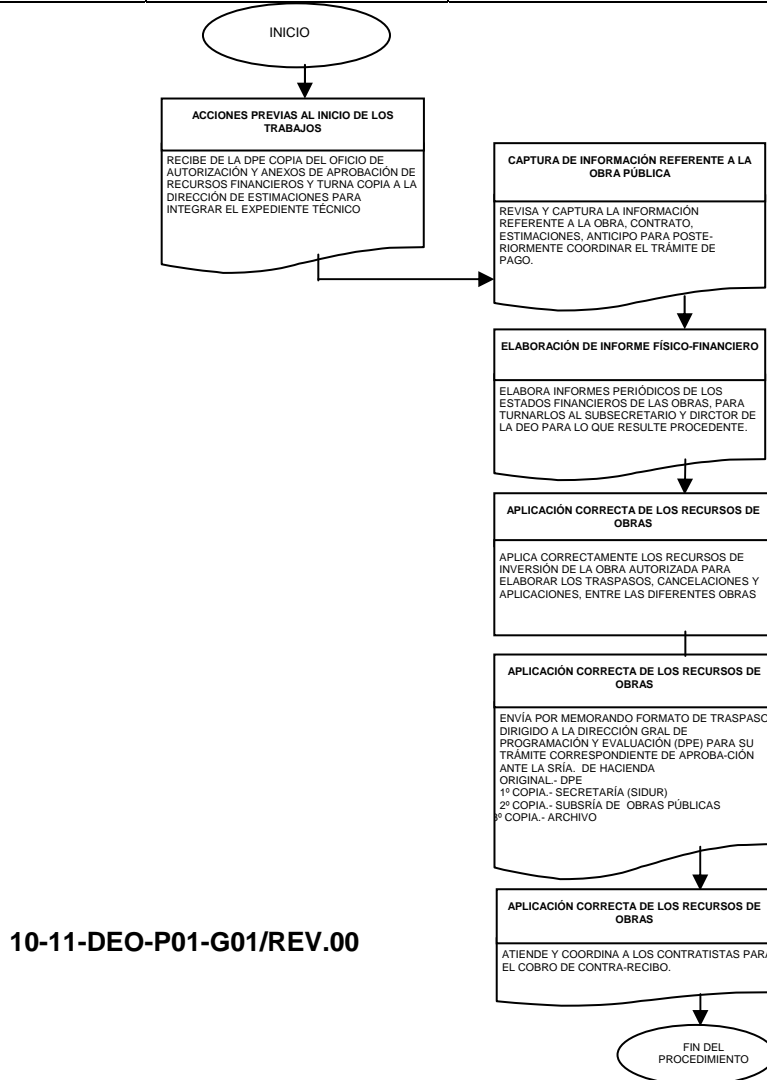 INICIO
ACCIONES PREVIAS AL INICIO DE LOS
TRABAJOS
RECIBE DE LA DPE COPIA DEL OFICIO DE
AUTORIZACIÓN Y ANEXOS DE APROBACIÓN DE
RECURSOS FINANCIEROS Y TURNA COPIA A LA
DIRECCIÓN DE ESTIMACIONES PARA
INTEGRAR EL EXPEDIENTE TÉCNICO
CAPTURA DE INFORMACIÓN REFERENTE A LA
OBRA PÚBLICA
REVISA Y CAPTURA LA INFORMACIÓN
REFERENTE A LA OBRA, CONTRATO,
ESTIMACIONES, ANTICIPO PARA POSTE-
RIORMENTE COORDINAR EL TRÁMITE DE
PAGO.
ELABORACIÓN DE INFORME FÍSICO-FINANCIERO
ELABORA INFORMES PERIÓDICOS DE LOS
ESTADOS FINANCIEROS DE LAS OBRAS, PARA
TURNARLOS AL SUBSECRETARIO Y DIRCTOR DE
LA DEO PARA LO QUE RESULTE PROCEDENTE.
APLICACIÓN CORRECTA DE LOS RECURSOS DE
OBRAS
APLICA CORRECTAMENTE LOS RECURSOS DE
INVERSIÓN DE LA OBRA AUTORIZADA PARA
ELABORAR LOS TRASPASOS, CANCELACIONES Y
APLICACIONES, ENTRE LAS DIFERENTES OBRAS
APLICACIÓN CORRECTA DE LOS RECURSOS DE
OBRAS
ENVÍA POR MEMORANDO FORMATO DE TRASPASO
DIRIGIDO A LA DIRECCIÓN GRAL DE
PROGRAMACIÓN Y EVALUACIÓN (DPE) PARA SU
TRÁMITE CORRESPONDIENTE DE APROBA-CIÓN
ANTE LA SRÍA. DE HACIENDA
ORIGINAL.- DPE
1º COPIA.- SECRETARÍA (SIDUR)
2º COPIA.- SUBSRÍA DE OBRAS PÚBLICAS
3º COPIA.- ARCHIVO
APLICACIÓN CORRECTA DE LOS RECURSOS DE
OBRAS
ATIENDE Y COORDINA A LOS CONTRATISTAS PARA
EL COBRO DE CONTRA-RECIBO.
10-11-DEO-P01-G01/REV.00
FIN DEL
PROCEDIMIENTO